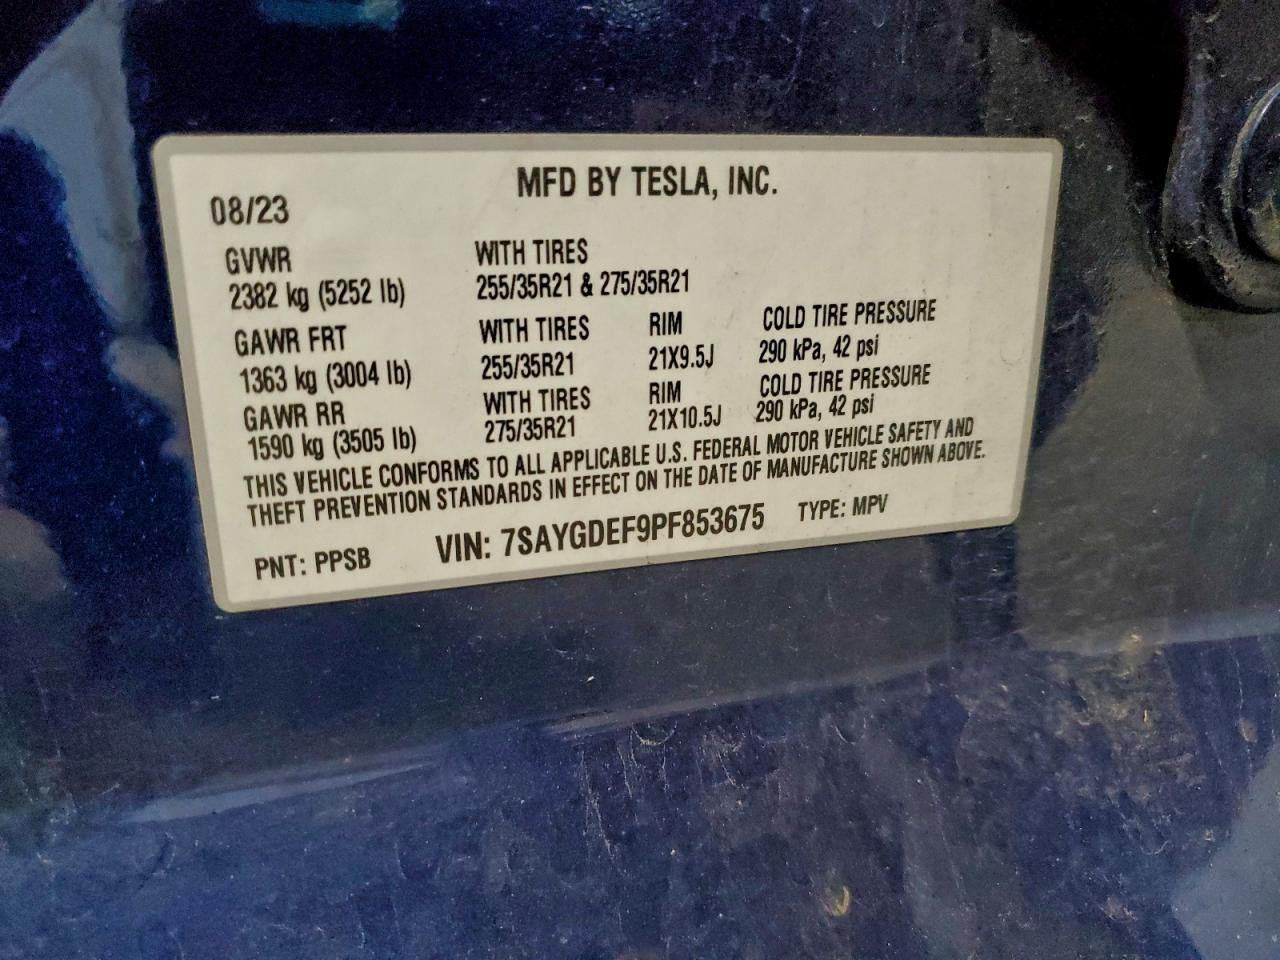 MFD BY TESLA, INC.
08/23
GVWR WITH TIRES
2382 kg (5252 lb) 255/35R21 & 275/35R21
GAWR FRT WITH TIRES RIM COLD TIRE PRESSURE
1363 kg (3004 lb) 255/35R21 21X9.5J 290 kPa, 42 psi
GAWR RR WITH TIRES RIM COLD TIRE PRESSURE
1590 kg (3505 lb) 275/35R21 21X10.5J 290 kPa, 42 psi
THIS VEHICLE CONFORMS TO ALL APPLICABLE U.S. FEDERAL MOTOR VEHICLE SAFETY AND
THEFT PREVENTION STANDARDS IN EFFECT ON THE DATE OF MANUFACTURE SHOWN ABOVE.
PNT: PPSB VIN: 7SAYGDEF9PF853675 TYPE: MPV